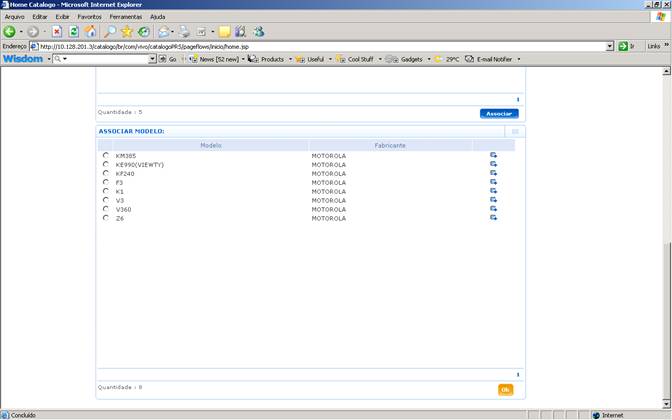 Home Catalogo - Microsoft Internet Explorer
Arquivo Editar Exibir Favoritos Ferramentas Ajuda
Endereço http://10.128.201.3/catalogo/br/com/vivo/catalogoPRS/pageflows/inicio/home.jsp Ir Links »
Wisdom Go News [52 new] Products Useful Cool Stuff Gadgets 29°C E-mail Notifier
1
Quantidade : 5 Associar
ASSOCIAR MODELO:
Modelo Fabricante
KM385 MOTOROLA
KE990(VIEWTY) MOTOROLA
KF240 MOTOROLA
F3 MOTOROLA
K1 MOTOROLA
V3 MOTOROLA
V360 MOTOROLA
Z6 MOTOROLA
1
Quantidade : 8 Ok
Concluído Internet